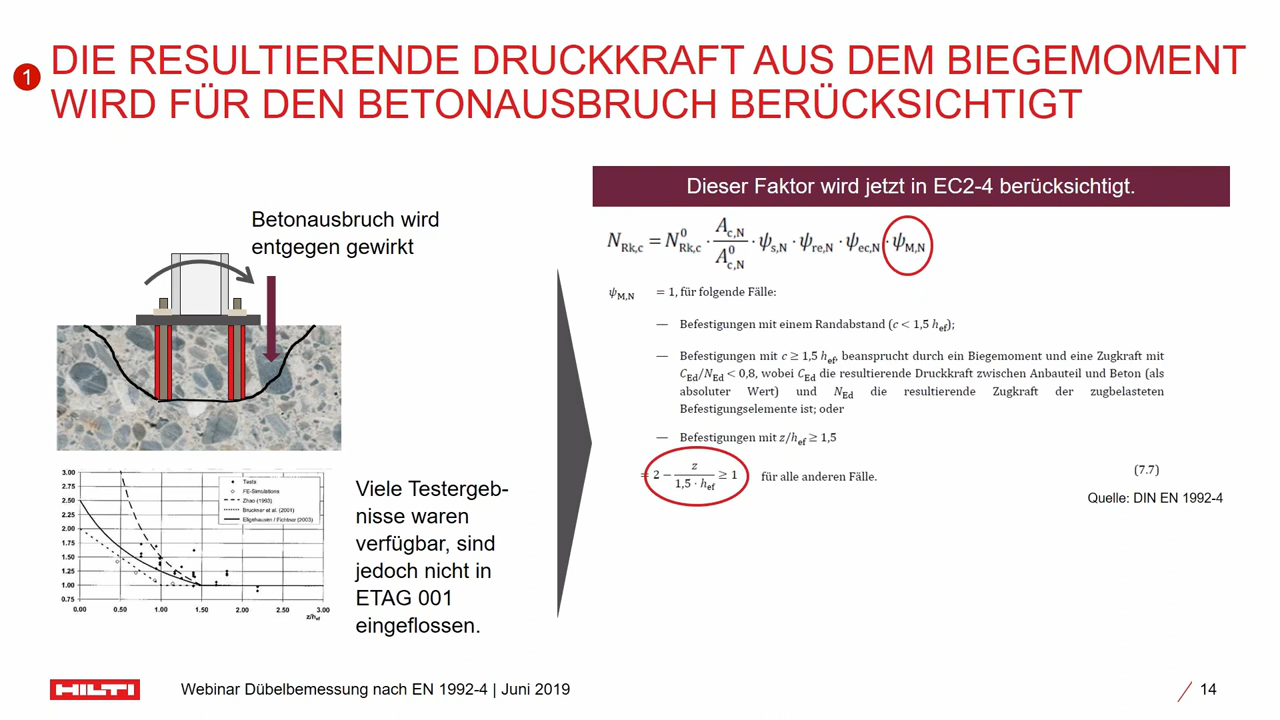 1
DIE RESULTIERENDE DRUCKKRAFT AUS DEM BIEGEMOMENT
WIRD FÜR DEN BETONAUSBRUCH BERÜCKSICHTIGT
Betonausbruch wird
entgegen gewirkt
3.00
2.75
2.50
2.25
2.00
1.75
1.50
1.25
1.00
0.75
0.00 0.50 1.00 1.50 2.00 2.50 3.00
z/hef
Tests
FE-Simulations
Zhao (1993)
Bruckner et al. (2001)
Eligehausen / Fichtner (2003)
Viele Testergeb-
nisse waren
verfügbar, sind
jedoch nicht in
ETAG 001
eingeflossen.
Dieser Faktor wird jetzt in EC2-4 berücksichtigt.
N_Rk,c = N⁰_Rk,c · A_c,N / A⁰_c,N · ψ_s,N · ψ_re,N · ψ_ec,N · ψ_M,N
ψ_M,N = 1, für folgende Fälle:
— Befestigungen mit einem Randabstand (c < 1,5 h_ef);
— Befestigungen mit c ≥ 1,5 h_ef, beansprucht durch ein Biegemoment und eine Zugkraft mit
C_Ed/N_Ed < 0,8, wobei C_Ed die resultierende Druckkraft zwischen Anbauteil und Beton (als
absoluter Wert) und N_Ed die resultierende Zugkraft der zugbelasteten
Befestigungselemente ist; oder
— Befestigungen mit z/h_ef ≥ 1,5
= 2 − z / (1,5 · h_ef) ≥ 1 für alle anderen Fälle. (7.7)
Quelle: DIN EN 1992-4
HILTI
Webinar Dübelbemessung nach EN 1992-4 | Juni 2019
14